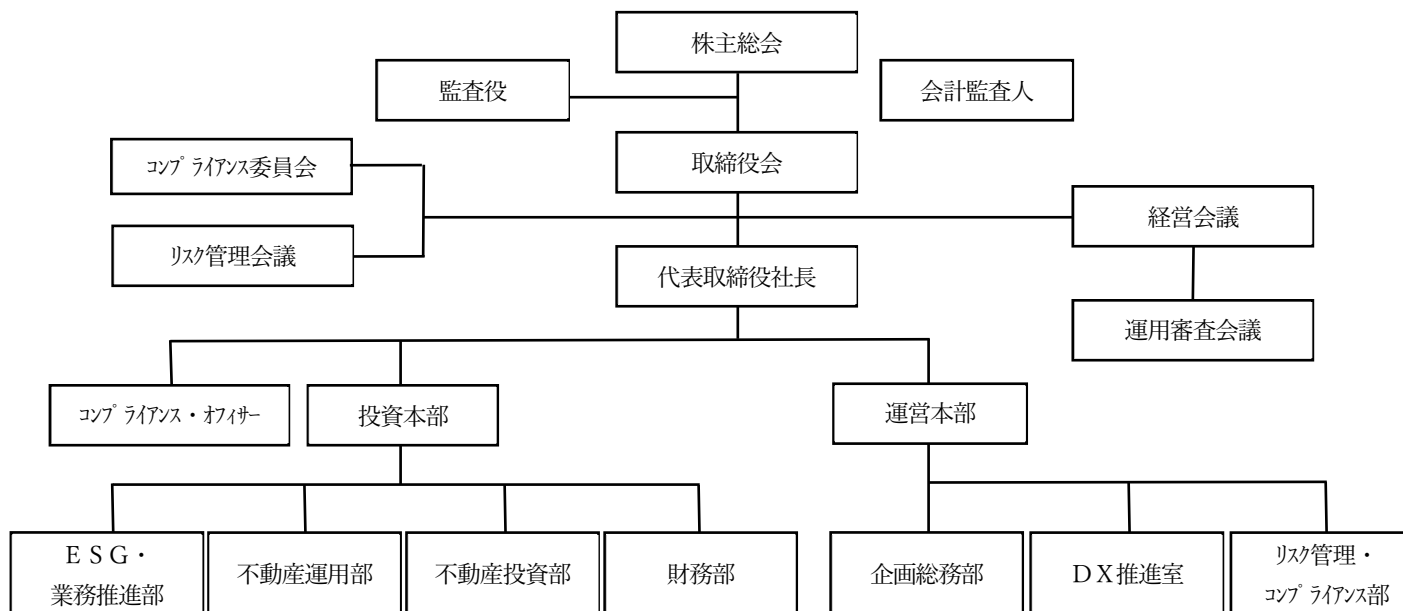 株主総会
監査役
会計監査人
取締役会
コンプライアンス委員会
経営会議
リスク管理会議
代表取締役社長
運用審査会議
コンプライアンス・オフィサー
投資本部
運営本部
ESG・
業務推進部
不動産運用部
不動産投資部
財務部
企画総務部
DX推進室
リスク管理・
コンプライアンス部